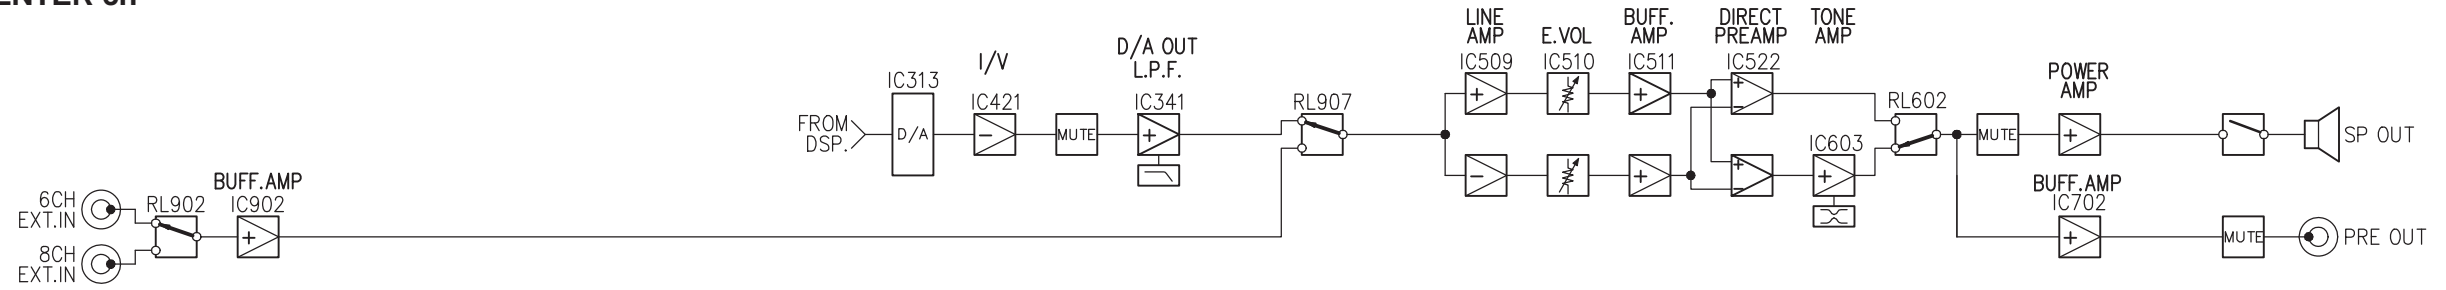 ENTER ch
6CH
EXT.IN
8CH
EXT.IN
RL902
BUFF.AMP
IC902
+
FROM
DSP.
IC313
D/A
I/V
IC421
−
MUTE
D/A OUT
L.P.F.
IC341
+
RL907
LINE
AMP
IC509
+
−
E.VOL
IC510
BUFF.
AMP
IC511
+
+
DIRECT
PREAMP
IC522
+
−
+
−
TONE
AMP
IC603
+
RL602
MUTE
POWER
AMP
+
SP OUT
BUFF.AMP
IC702
+
MUTE
PRE OUT